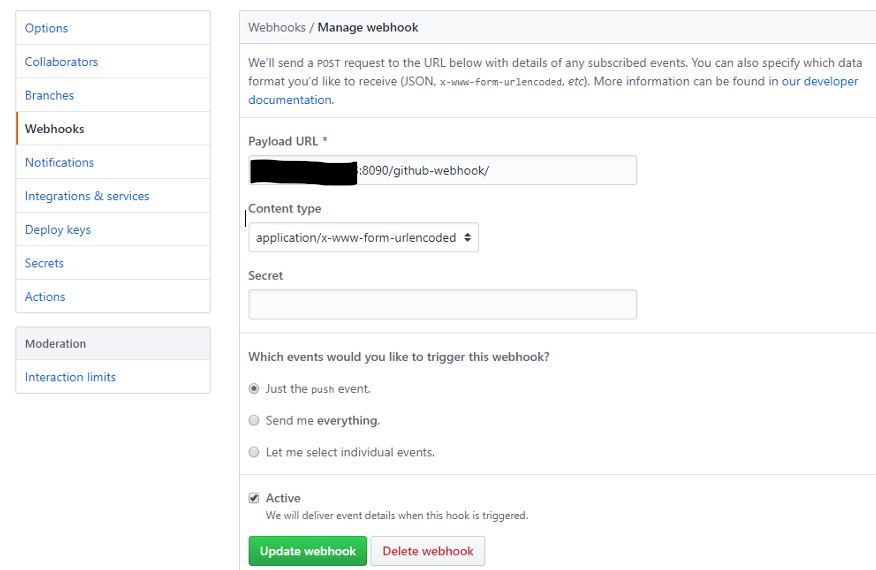 Options
Collaborators
Branches
Webhooks
Notifications
Integrations & services
Deploy keys
Secrets
Actions
Moderation
Interaction limits
Webhooks / Manage webhook
We'll send a POST request to the URL below with details of any subscribed events. You can also specify which data
format you'd like to receive (JSON, x-www-form-urlencoded, etc). More information can be found in our developer
documentation.
Payload URL *
:8090/github-webhook/
Content type
application/x-www-form-urlencoded
Secret
Which events would you like to trigger this webhook?
Just the push event.
Send me everything.
Let me select individual events.
Active
We will deliver event details when this hook is triggered.
Update webhook
Delete webhook